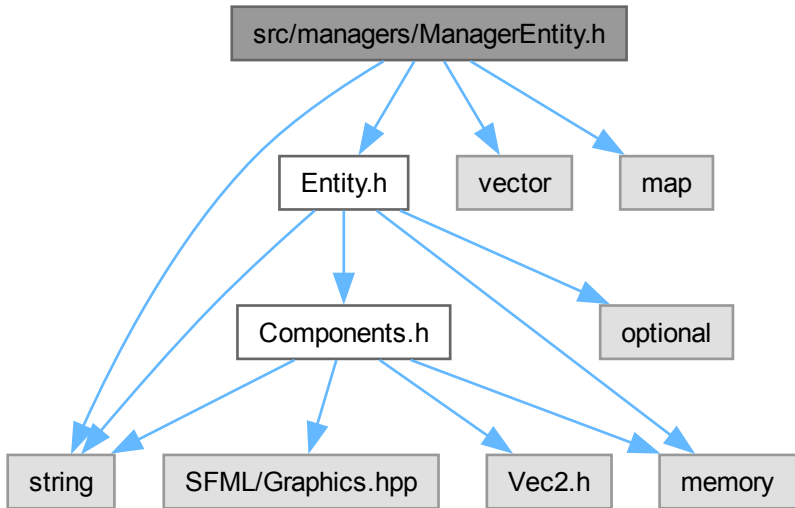 src/managers/ManagerEntity.h
Entity.h
vector
map
Components.h
optional
string
SFML/Graphics.hpp
Vec2.h
memory